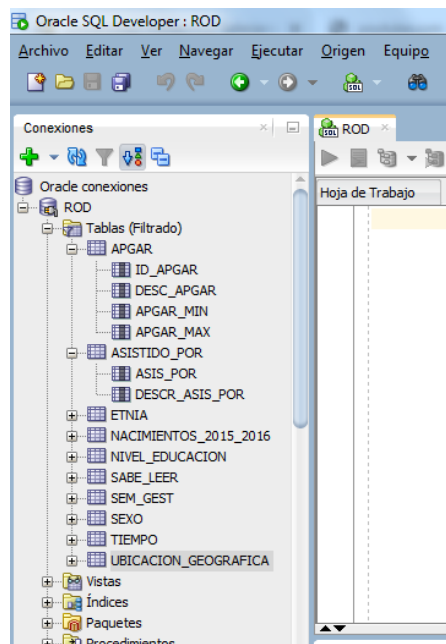 Oracle SQL Developer : ROD
Archivo Editar Ver Navegar Ejecutar Origen Equipo
SQL
Conexiones
ROD
Hoja de Trabajo
Oracle conexiones
ROD
Tablas (Filtrado)
APGAR
ID_APGAR
DESC_APGAR
APGAR_MIN
APGAR_MAX
ASISTIDO_POR
ASIS_POR
DESCR_ASIS_POR
ETNIA
NACIMIENTOS_2015_2016
NIVEL_EDUCACION
SABE_LEER
SEM_GEST
SEXO
TIEMPO
UBICACION_GEOGRAFICA
Vistas
Índices
Paquetes
Procedimientos